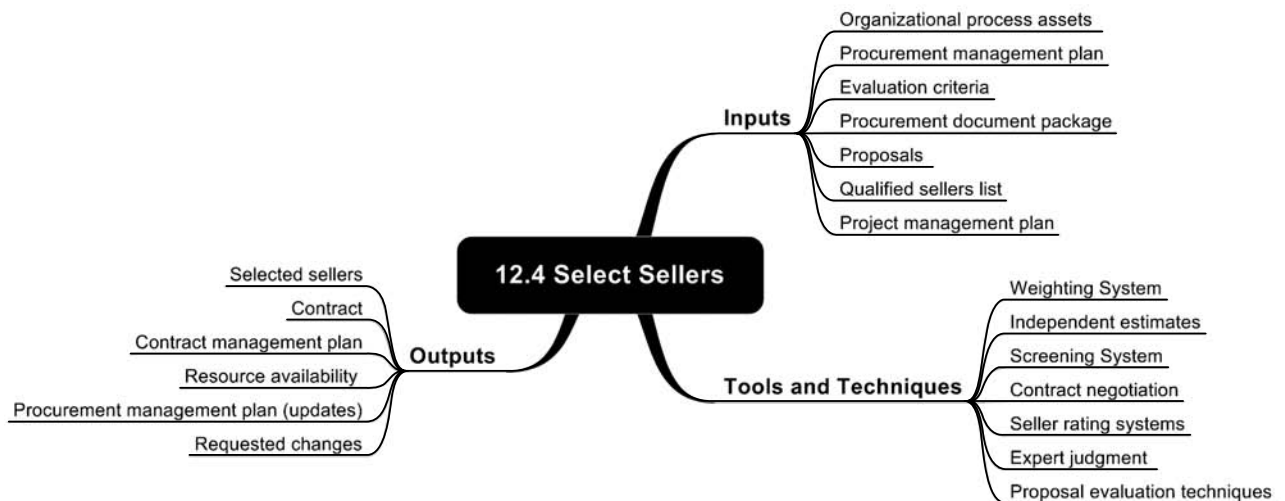 Organizational process assets
Procurement management plan
Evaluation criteria
Inputs
Procurement document package
Proposals
Qualified sellers list
Project management plan
12.4 Select Sellers
Selected sellers
Contract
Contract management plan
Outputs
Resource availability
Procurement management plan (updates)
Requested changes
Weighting System
Independent estimates
Screening System
Tools and Techniques
Contract negotiation
Seller rating systems
Expert judgment
Proposal evaluation techniques